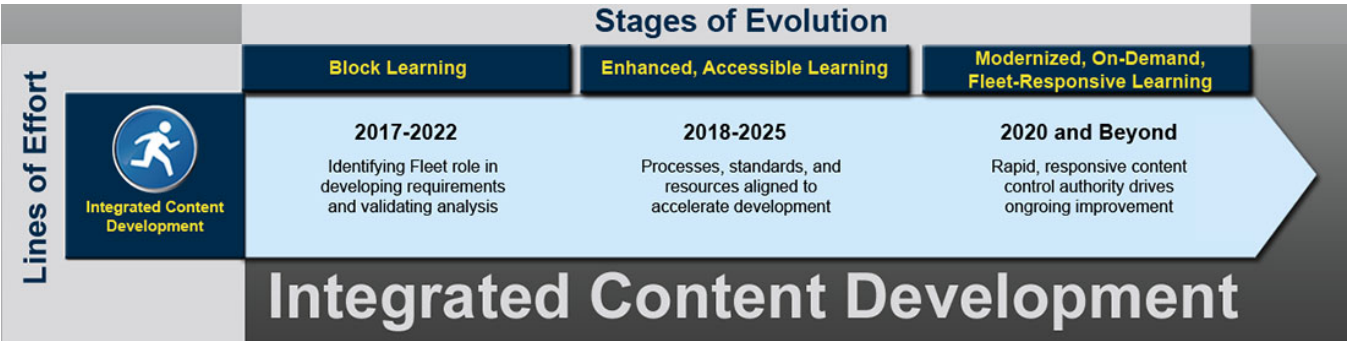 Stages of Evolution
Lines of Effort
Block Learning
Enhanced, Accessible Learning
Modernized, On-Demand,
Fleet-Responsive Learning
Integrated Content
Development
2017-2022
Identifying Fleet role in
developing requirements
and validating analysis
2018-2025
Processes, standards, and
resources aligned to
accelerate development
2020 and Beyond
Rapid, responsive content
control authority drives
ongoing improvement
Integrated Content Development